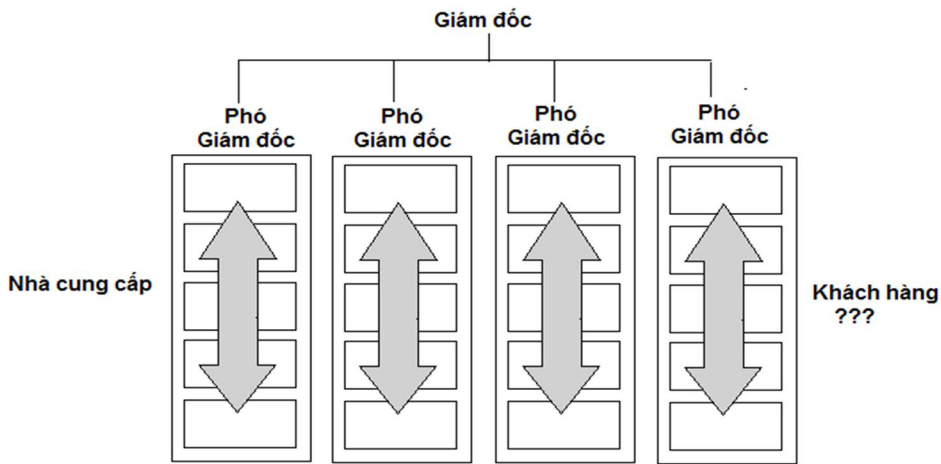 Giám đốc
Phó
Giám đốc
Phó
Giám đốc
Phó
Giám đốc
Phó
Giám đốc
Nhà cung cấp
Khách hàng
???